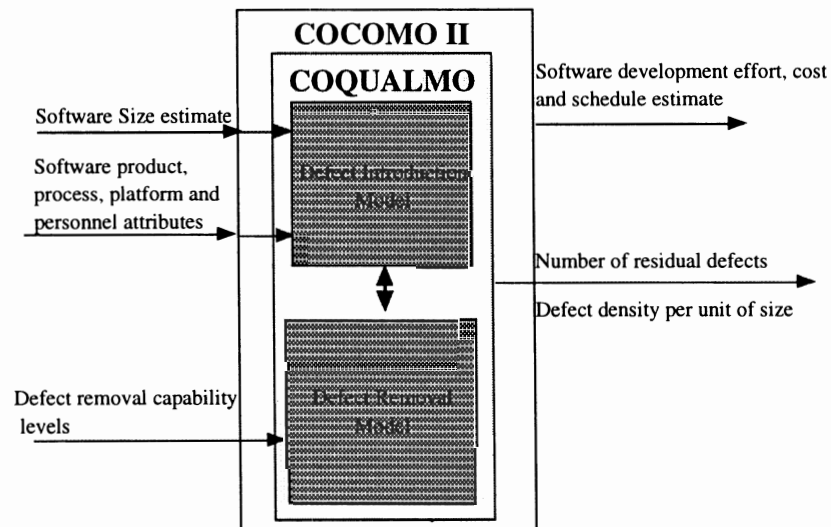 COCOMO II
COQUALMO
Software Size estimate
Software product,
process, platform and
personnel attributes
Defect Introduction
Model
Software development effort, cost
and schedule estimate
Number of residual defects
Defect density per unit of size
Defect removal capability
levels
Defect Removal
Model